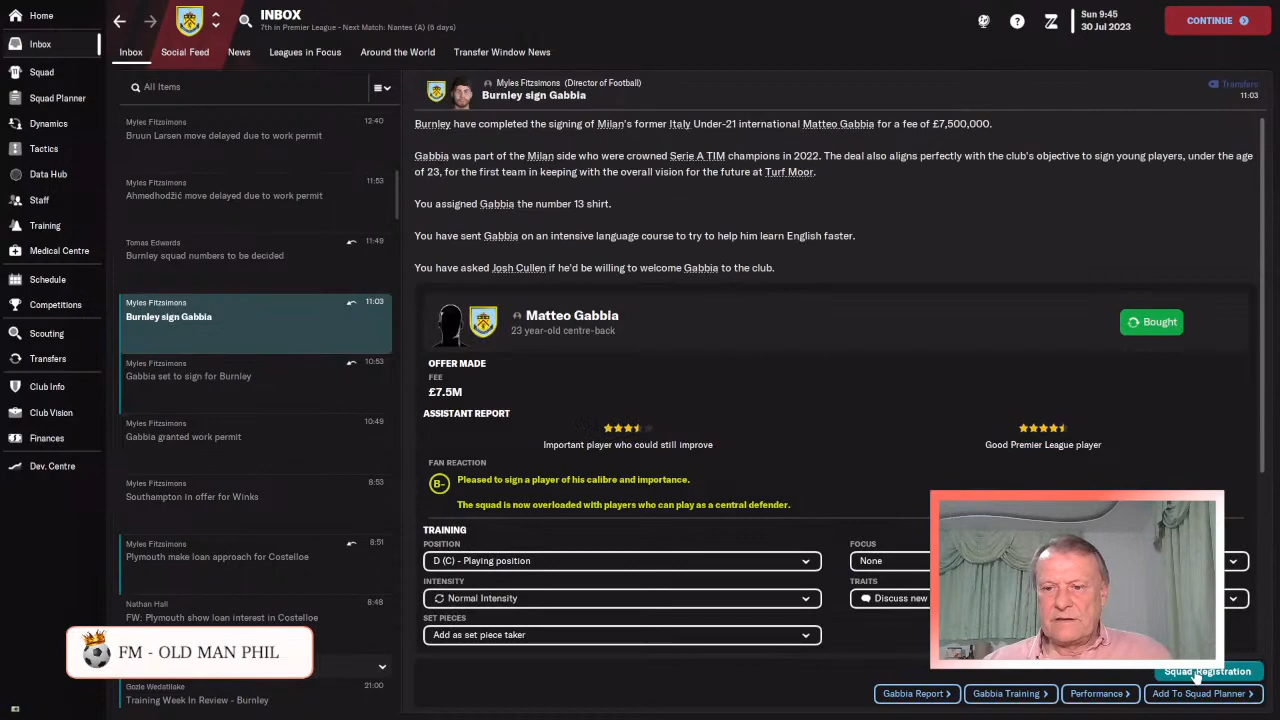 Home
Inbox
Squad
Squad Planner
Dynamics
Tactics
Data Hub
Staff
Training
Medical Centre
Schedule
Competitions
Scouting
Transfers
Club Info
Club Vision
Finances
Dev. Centre
INBOX
7th in Premier League - Next Match: Nantes (A) (6 days)
Sun 9:45
30 Jul 2023
CONTINUE
Inbox
Social Feed
News
Leagues in Focus
Around the World
Transfer Window News
All Items
Myles Fitzsimons 12:40
Bruun Larsen move delayed due to work permit
Myles Fitzsimons 11:53
Ahmedhodžić move delayed due to work permit
Tomas Edwards 11:49
Burnley squad numbers to be decided
Myles Fitzsimons 11:03
Burnley sign Gabbia
Myles Fitzsimons 10:53
Gabbia set to sign for Burnley
Myles Fitzsimons 10:49
Gabbia granted work permit
Myles Fitzsimons 8:53
Southampton in offer for Winks
Myles Fitzsimons 8:51
Plymouth make loan approach for Costelloe
Nathan Hall 8:48
FW: Plymouth show loan interest in Costelloe
FM - OLD MAN PHIL
Gozie Wedatilake 21:00
Training Week In Review - Burnley
Myles Fitzsimons (Director of Football)
Burnley sign Gabbia
Transfers
11:03
Burnley have completed the signing of Milan's former Italy Under-21 international Matteo Gabbia for a fee of £7,500,000.
Gabbia was part of the Milan side who were crowned Serie A TIM champions in 2022. The deal also aligns perfectly with the club's objective to sign young players, under the age
of 23, for the first team in keeping with the overall vision for the future at Turf Moor.
You assigned Gabbia the number 13 shirt.
You have sent Gabbia on an intensive language course to try to help him learn English faster.
You have asked Josh Cullen if he'd be willing to welcome Gabbia to the club.
Matteo Gabbia
23 year-old centre-back
Bought
OFFER MADE
FEE
£7.5M
ASSISTANT REPORT
Important player who could still improve
Good Premier League player
FAN REACTION
B-
Pleased to sign a player of his calibre and importance.
The squad is now overloaded with players who can play as a central defender.
TRAINING
POSITION
D (C) - Playing position
FOCUS
None
INTENSITY
Normal Intensity
TRAITS
Discuss new
SET PIECES
Add as set piece taker
Squad Registration
Gabbia Report
Gabbia Training
Performance
Add To Squad Planner